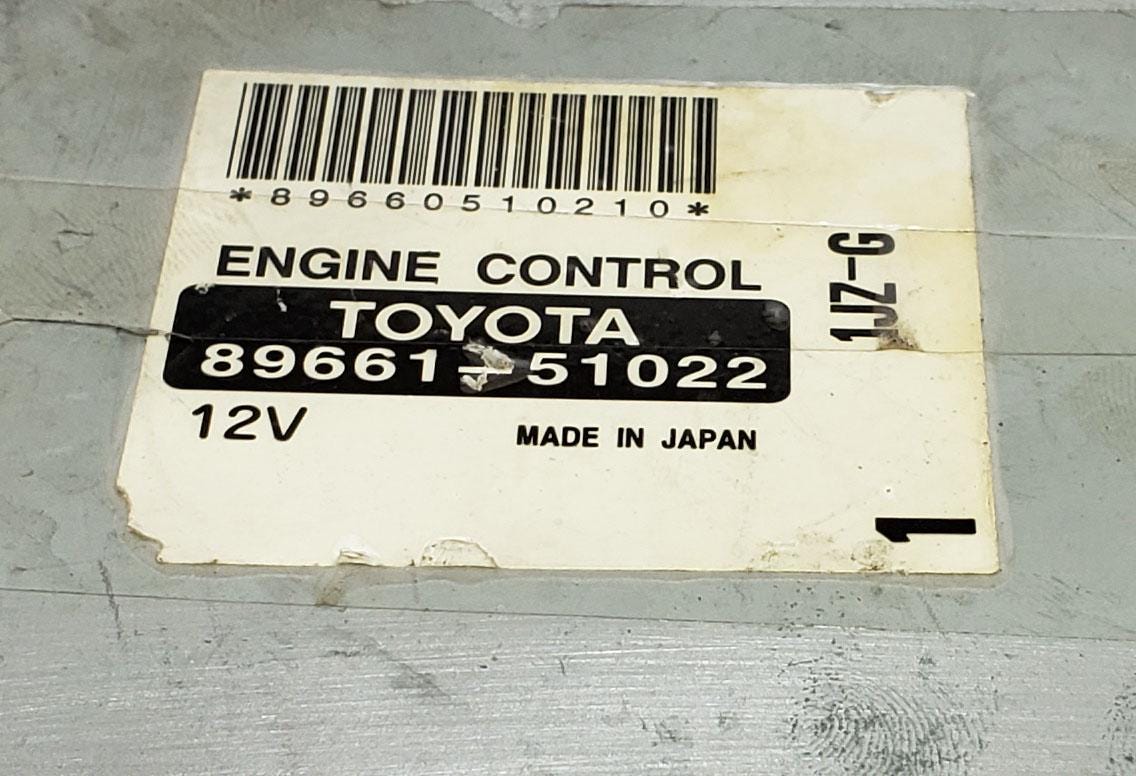 *89660510210*
ENGINE CONTROL
TOYOTA
89661-51022
12V MADE IN JAPAN
1JZ-G
1